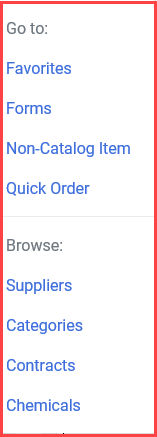 Go to:
Favorites
Forms
Non-Catalog Item
Quick Order
Browse:
Suppliers
Categories
Contracts
Chemicals